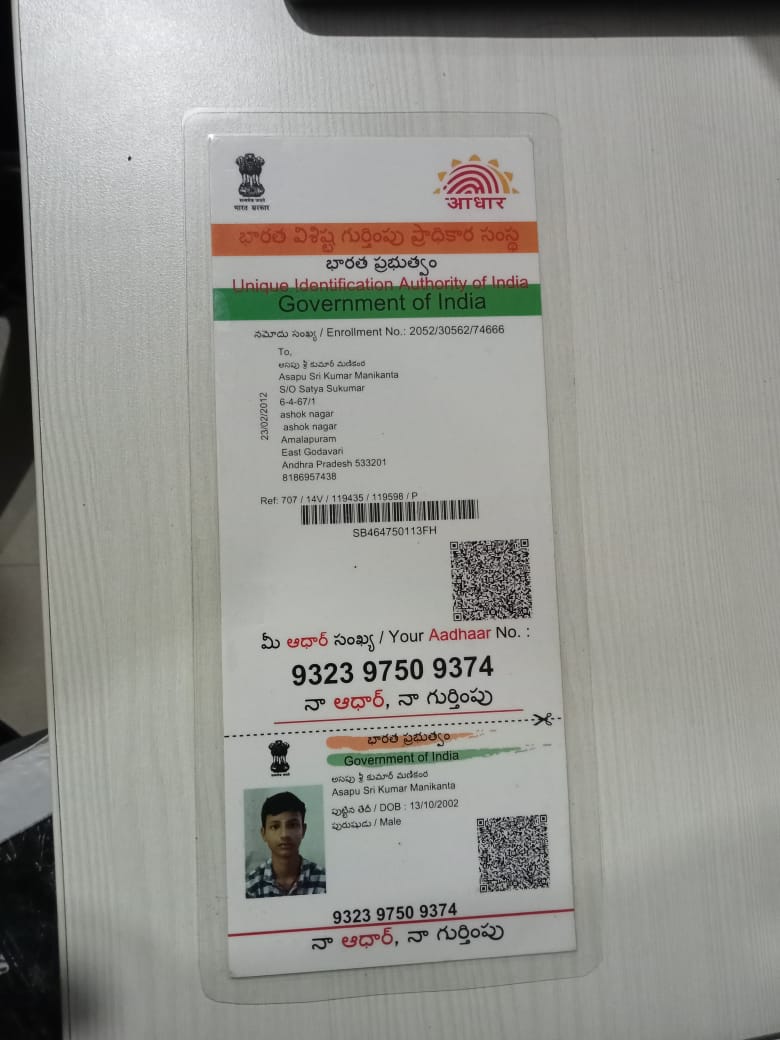 सत्यमेव जयते
भारत सरकार
आधार
భారత విశిష్ట గుర్తింపు ప్రాధికార సంస్థ
భారత ప్రభుత్వం
Unique Identification Authority of India
Government of India
నమోదు సంఖ్య / Enrollment No.: 2052/30562/74666
To,
అసపు శ్రీ కుమార్ మణికంఠ
Asapu Sri Kumar Manikanta
S/O Satya Sukumar
6-4-67/1
ashok nagar
ashok nagar
Amalapuram
East Godavari
Andhra Pradesh 533201
8186957438
23/02/2012
Ref: 707 / 14V / 119435 / 119598 / P
SB464750113FH
మీ ఆధార్ సంఖ్య / Your Aadhaar No. :
9323 9750 9374
నా ఆధార్, నా గుర్తింపు
భారత ప్రభుత్వం
Government of India
అసపు శ్రీ కుమార్ మణికంఠ
Asapu Sri Kumar Manikanta
పుట్టిన తేదీ / DOB : 13/10/2002
పురుషుడు / Male
9323 9750 9374
నా ఆధార్, నా గుర్తింపు